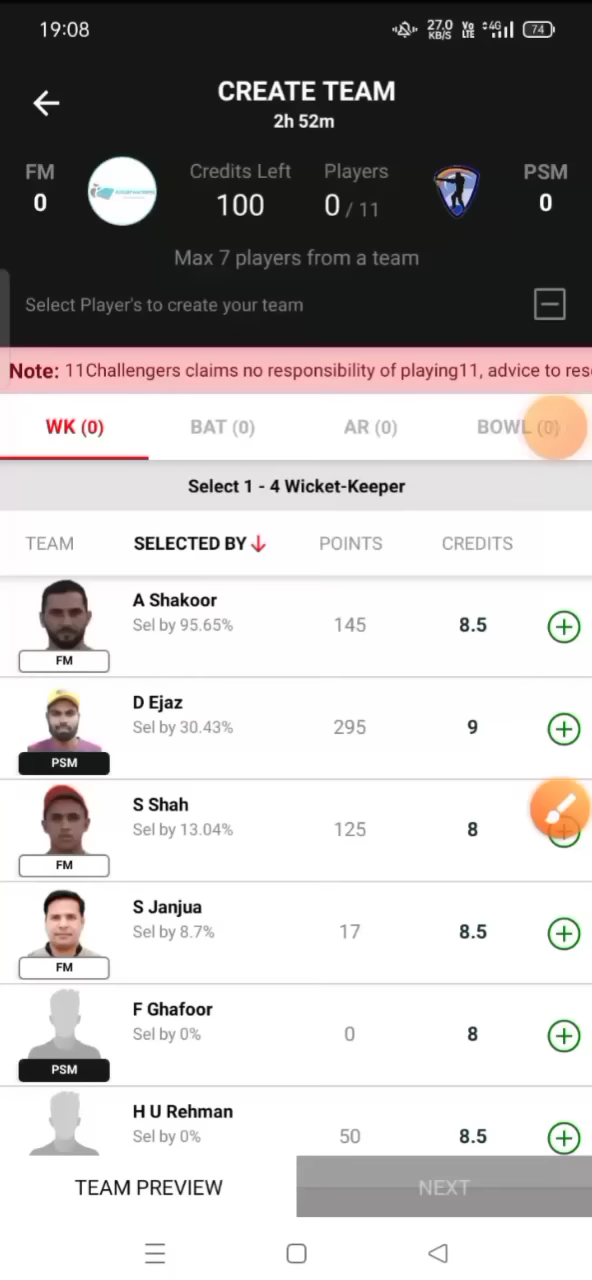 19:08
27.0
KB/S
Vo
LTE
4G
74
CREATE TEAM
2h 52m
FM
Credits Left
Players
PSM
0
100
0 / 11
0
Max 7 players from a team
Select Player's to create your team
Note: 11Challengers claims no responsibility of playing11, advice to res
WK (0)
BAT (0)
AR (0)
BOWL (0)
Select 1 - 4 Wicket-Keeper
TEAM
SELECTED BY
POINTS
CREDITS
A Shakoor
Sel by 95.65%
145
8.5
FM
D Ejaz
Sel by 30.43%
295
9
PSM
S Shah
Sel by 13.04%
125
8
FM
S Janjua
Sel by 8.7%
17
8.5
FM
F Ghafoor
Sel by 0%
0
8
PSM
H U Rehman
Sel by 0%
50
8.5
TEAM PREVIEW
NEXT